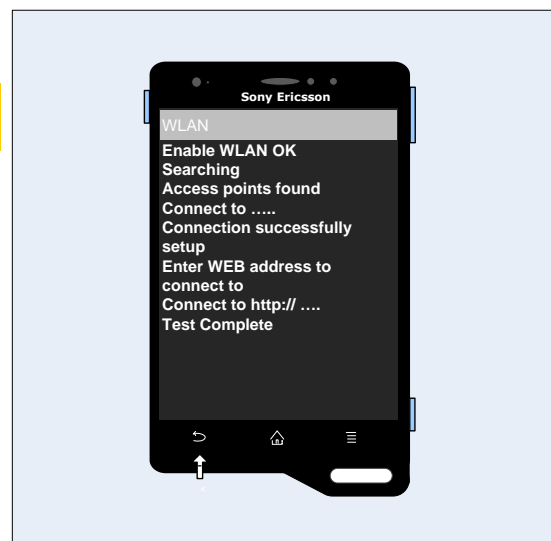 Sony Ericsson
WLAN
Enable WLAN OK
Searching
Access points found
Connect to …..
Connection successfully
setup
Enter WEB address to
connect to
Connect to http:// ….
Test Complete